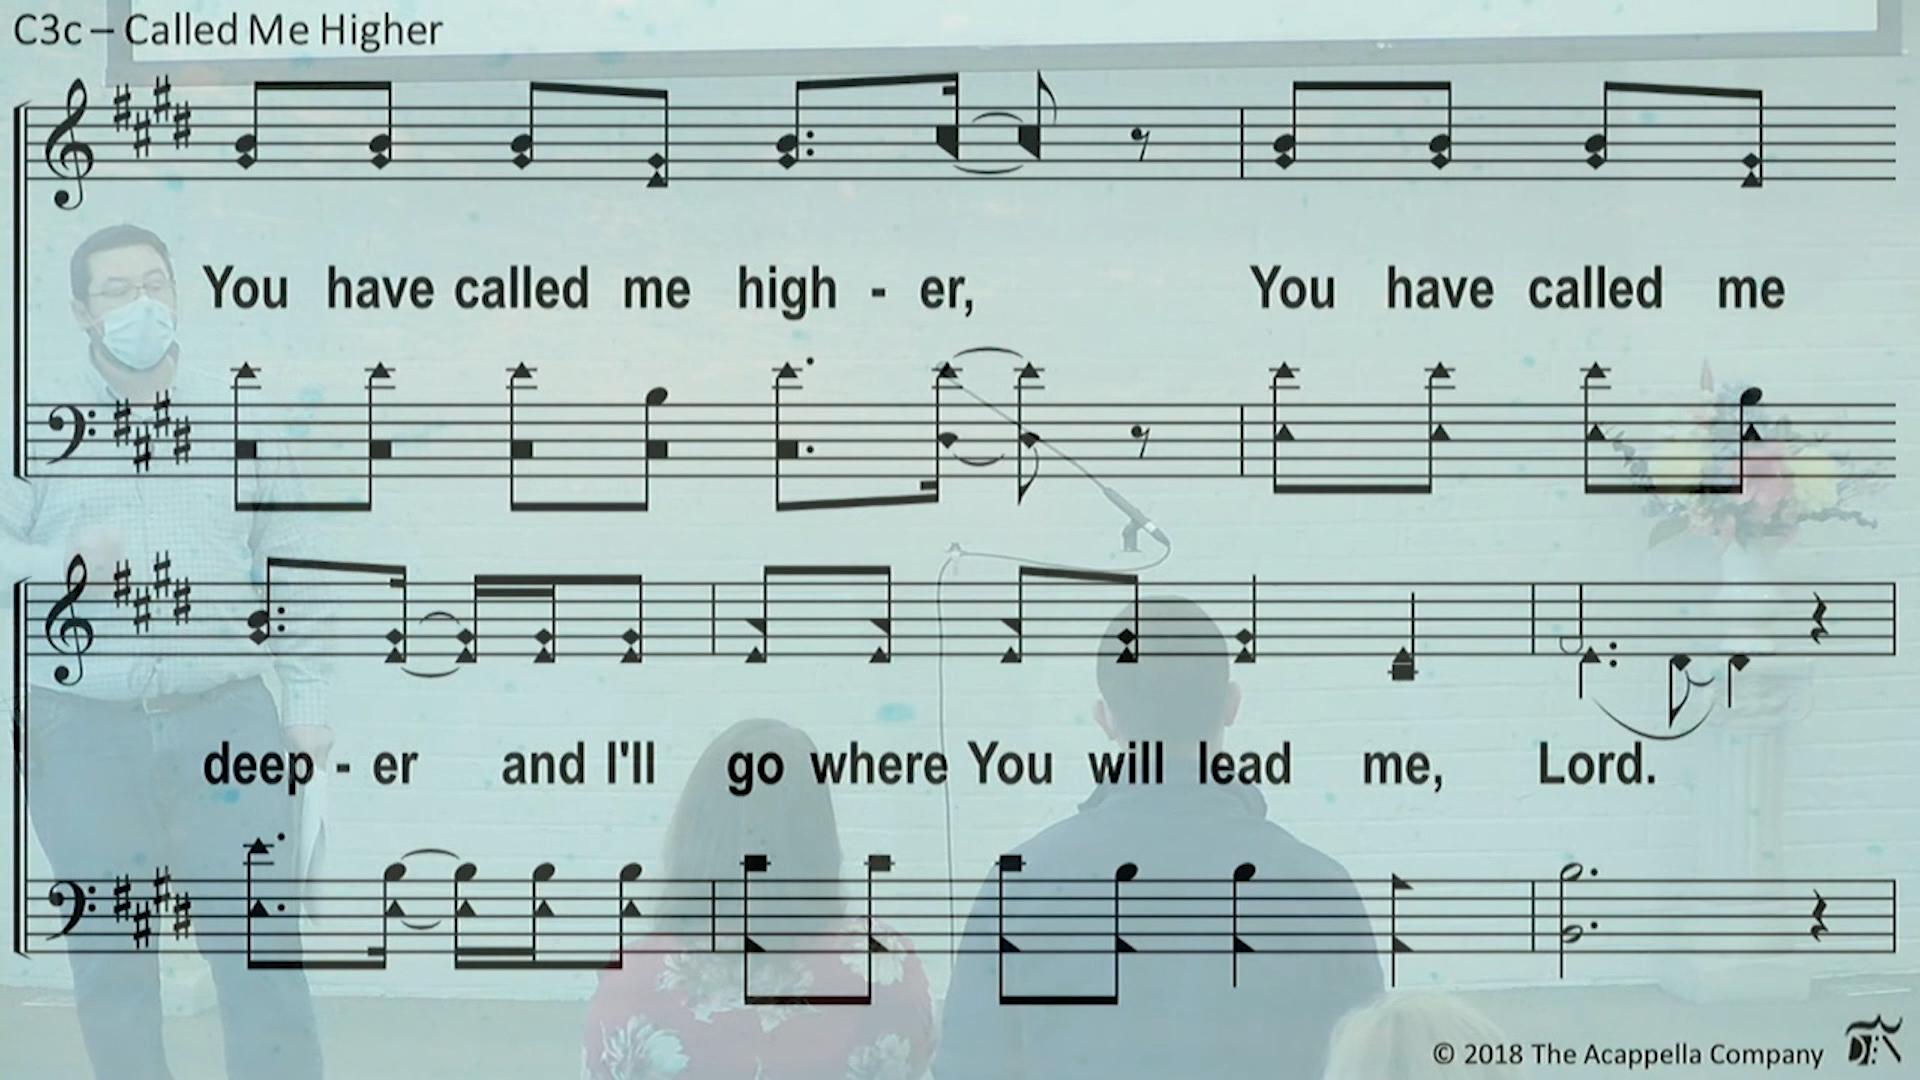 C3c – Called Me Higher
You have called me high - er, You have called me
deep - er and I'll go where You will lead me, Lord.
© 2018 The Acappella Company